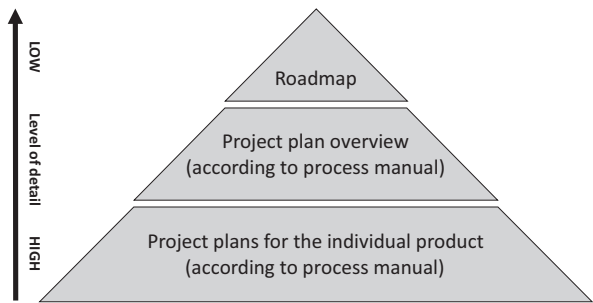 LOW
Level of detail
HIGH
Roadmap
Project plan overview
(according to process manual)
Project plans for the individual product
(according to process manual)